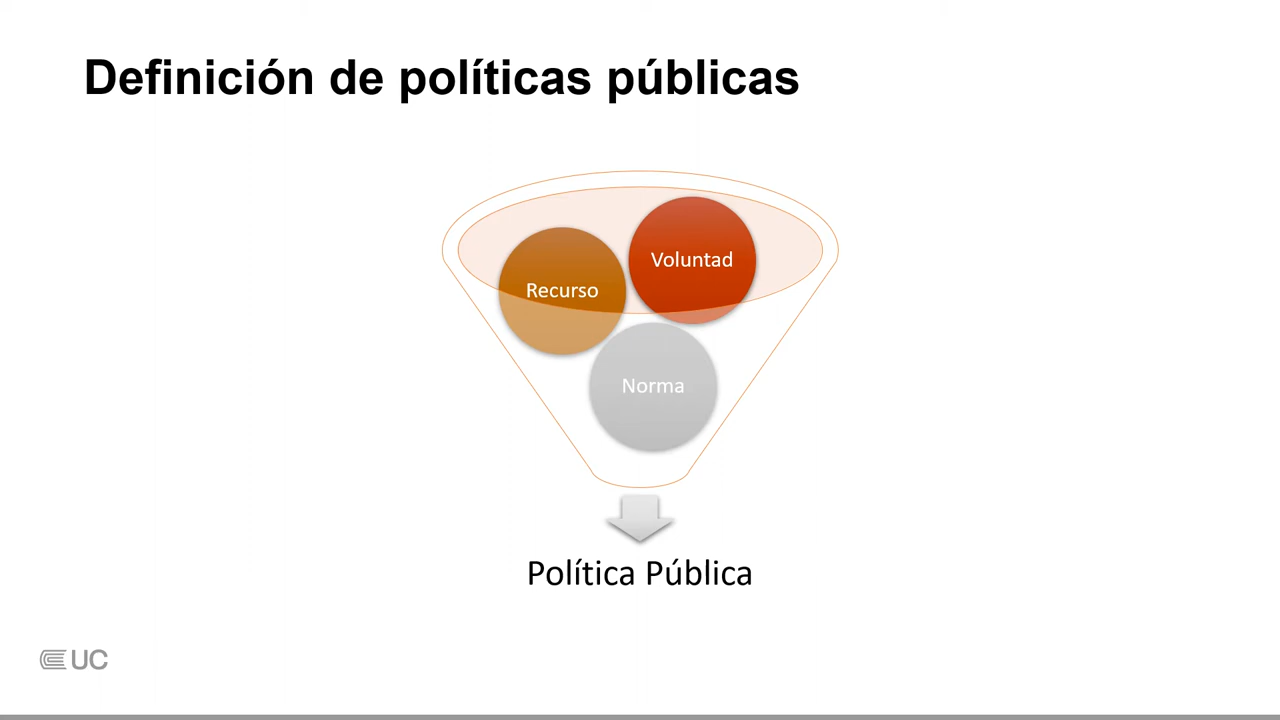 Definición de políticas públicas
Voluntad
Recurso
Norma
Política Pública
UC